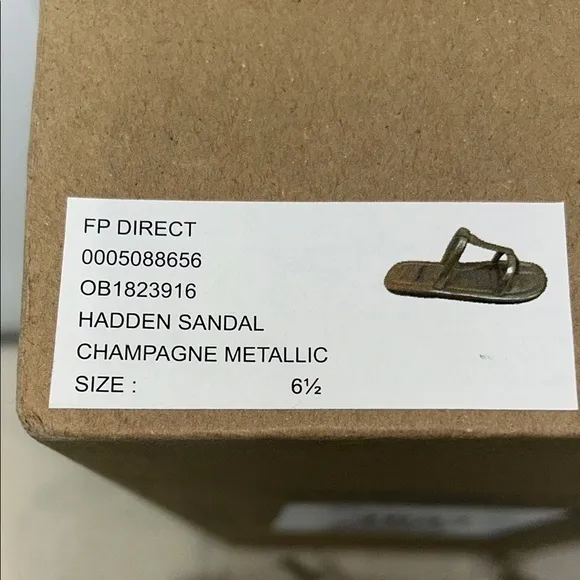 FP DIRECT
0005088656
OB1823916
HADDEN SANDAL
CHAMPAGNE METALLIC
SIZE : 6½